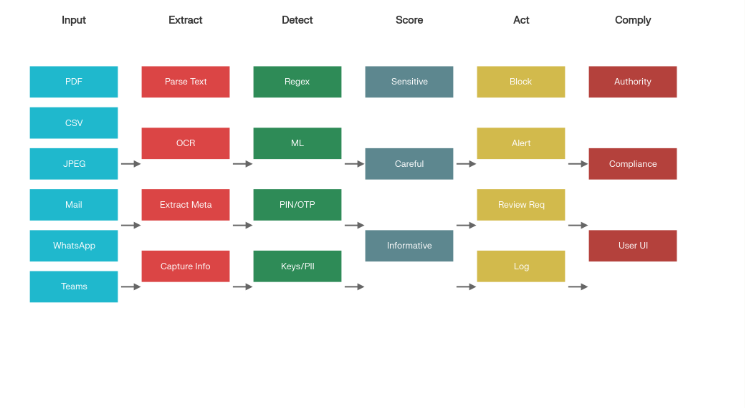 Input
Extract
Detect
Score
Act
Comply
PDF
Parse Text
Regex
Sensitive
Block
Authority
CSV
OCR
ML
Alert
JPEG
Careful
Compliance
Mail
Extract Meta
PIN/OTP
Review Req
WhatsApp
Informative
User UI
Capture Info
Keys/PII
Log
Teams